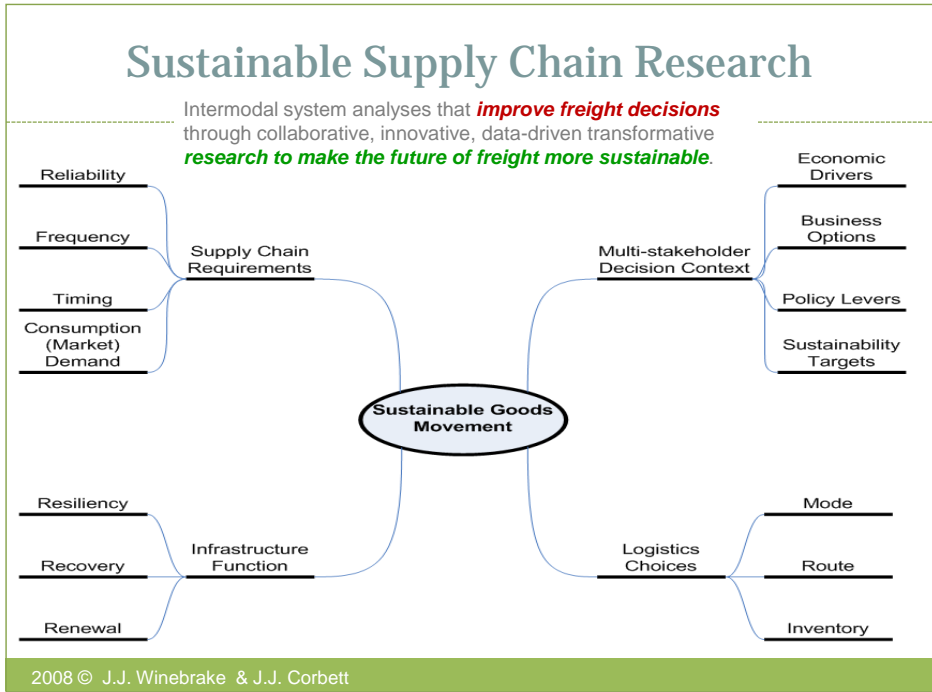 Sustainable Supply Chain Research
Intermodal system analyses that improve freight decisions
through collaborative, innovative, data-driven transformative
research to make the future of freight more sustainable.
Reliability
Frequency
Timing
Consumption
(Market)
Demand
Supply Chain
Requirements
Economic
Drivers
Business
Options
Policy Levers
Sustainability
Targets
Multi-stakeholder
Decision Context
Sustainable Goods
Movement
Resiliency
Recovery
Renewal
Infrastructure
Function
Logistics
Choices
Mode
Route
Inventory
2008 © J.J. Winebrake & J.J. Corbett